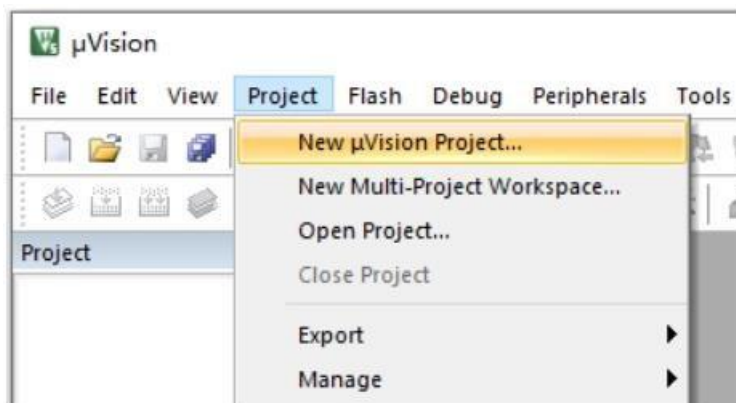 μVision
File Edit View Project Flash Debug Peripherals Tools
New μVision Project...
New Multi-Project Workspace...
Open Project...
Project
Close Project
Export
Manage